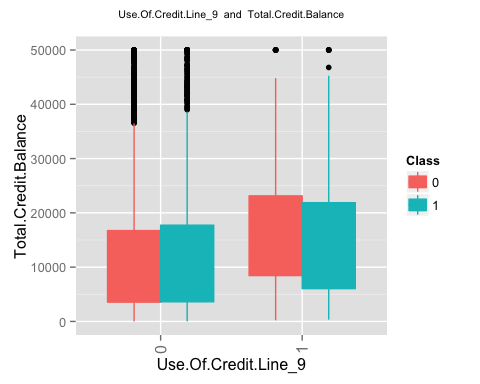 Use.Of.Credit.Line_9 and Total.Credit.Balance
50000
40000
30000
20000
10000
0
Total.Credit.Balance
0
1
Use.Of.Credit.Line_9
Class
0
1